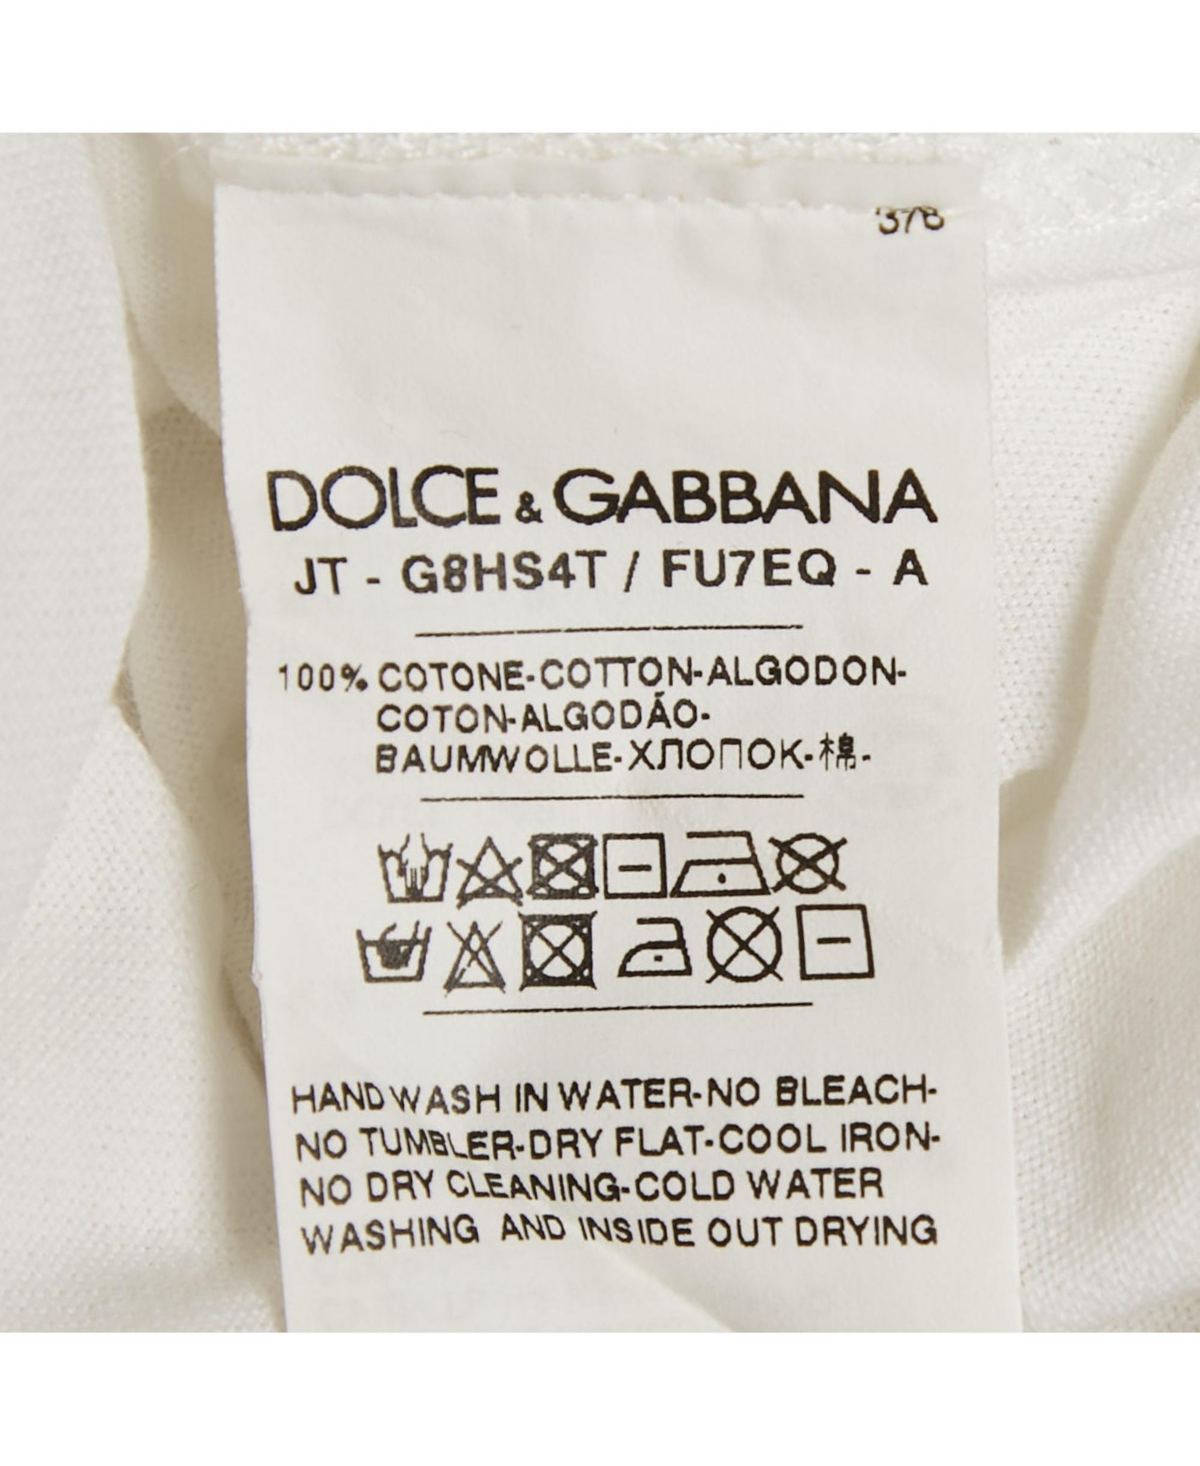 DOLCE & GABBANA
JT - G8HS4T / FU7EQ - A
100% COTONE-COTTON-ALGODON-
COTON-ALGODÃO-
BAUMWOLLE-ХЛОПОК-棉-
HAND WASH IN WATER-NO BLEACH-
NO TUMBLER-DRY FLAT-COOL IRON-
NO DRY CLEANING-COLD WATER
WASHING AND INSIDE OUT DRYING